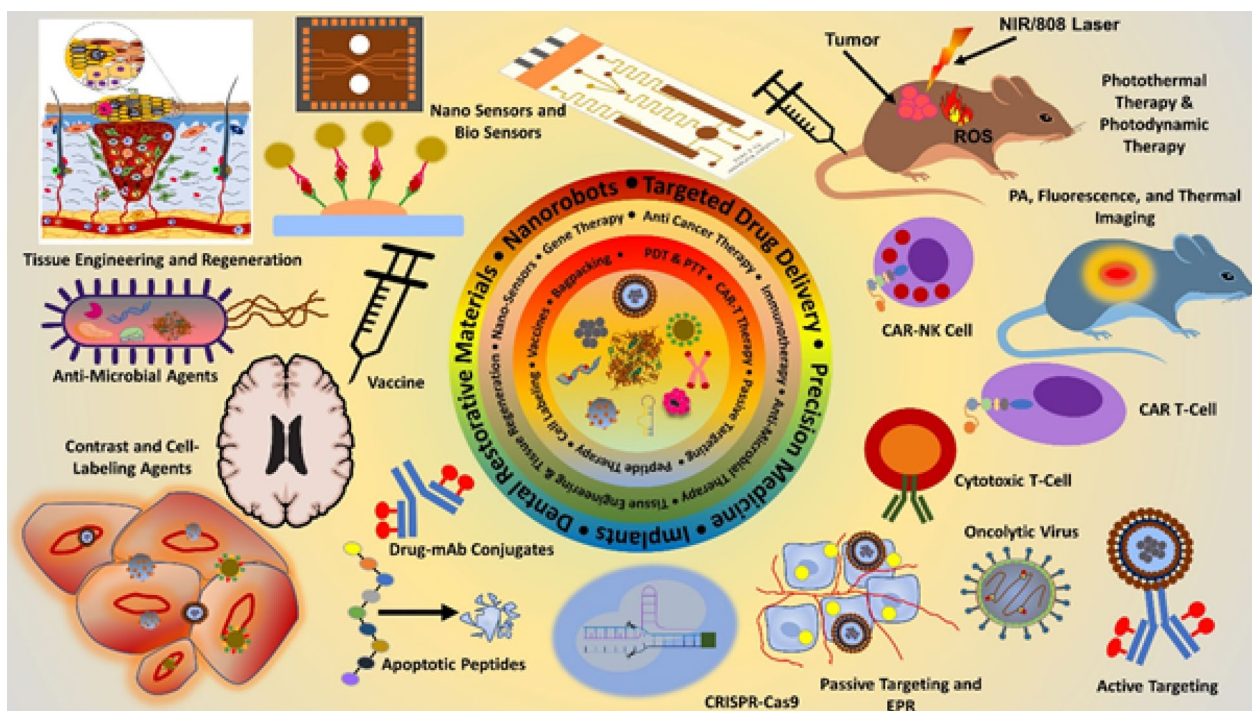 Tumor
NIR/808 Laser
ROS
Photothermal
Therapy &
Photodynamic
Therapy
Nano Sensors and
Bio Sensors
PA, Fluorescence, and Thermal
Imaging
Tissue Engineering and Regeneration
Anti-Microbial Agents
Vaccine
Contrast and Cell-
Labeling Agents
Dental Restorative Materials • Nanorobots • Targeted Drug Delivery • Precision Medicine • Implants •
Tissue Engineering & Tissue Regeneration • Nano-Sensors • Gene Therapy • Anti Cancer Therapy • Immunotherapy • Anti-Microbial Therapy •
Peptide Therapy • Cell Labeling • Vaccines • Bagpacking • PDT & PTT • CAR-T Therapy • Passive Targeting •
CAR-NK Cell
CAR T-Cell
Cytotoxic T-Cell
Oncolytic Virus
Drug-mAb Conjugates
Apoptotic Peptides
CRISPR-Cas9
Passive Targeting and
EPR
Active Targeting